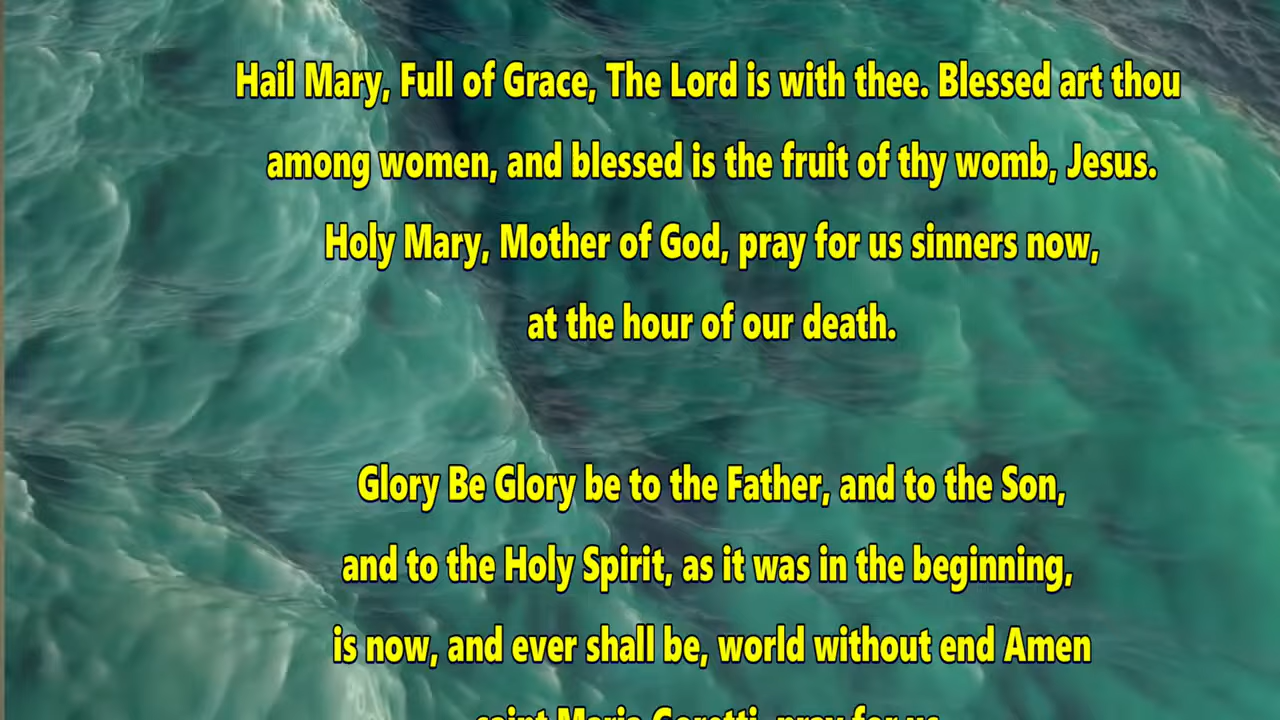 Hail Mary, Full of Grace, The Lord is with thee. Blessed art thou
among women, and blessed is the fruit of thy womb, Jesus.
Holy Mary, Mother of God, pray for us sinners now,
at the hour of our death.
Glory Be Glory be to the Father, and to the Son,
and to the Holy Spirit, as it was in the beginning,
is now, and ever shall be, world without end Amen
saint Maria Goretti, pray for us